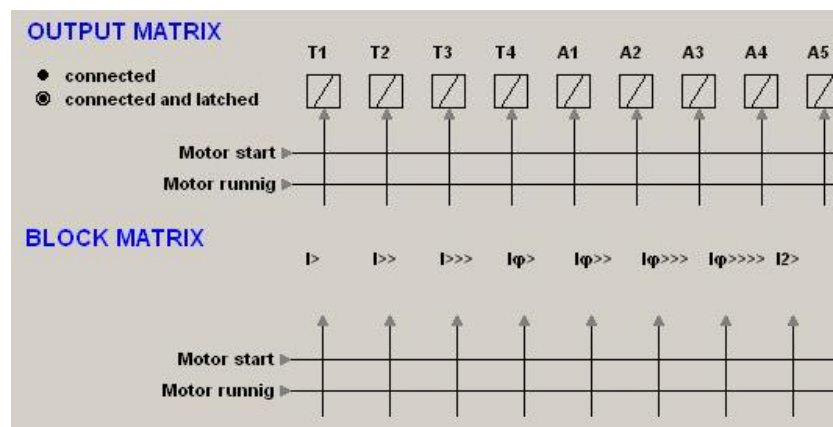 OUTPUT MATRIX
T1 T2 T3 T4 A1 A2 A3 A4 A5
connected
connected and latched
Motor start
Motor runnig
BLOCK MATRIX
I> I>> I>>> Iφ> Iφ>> Iφ>>> Iφ>>>> I2>
Motor start
Motor runnig